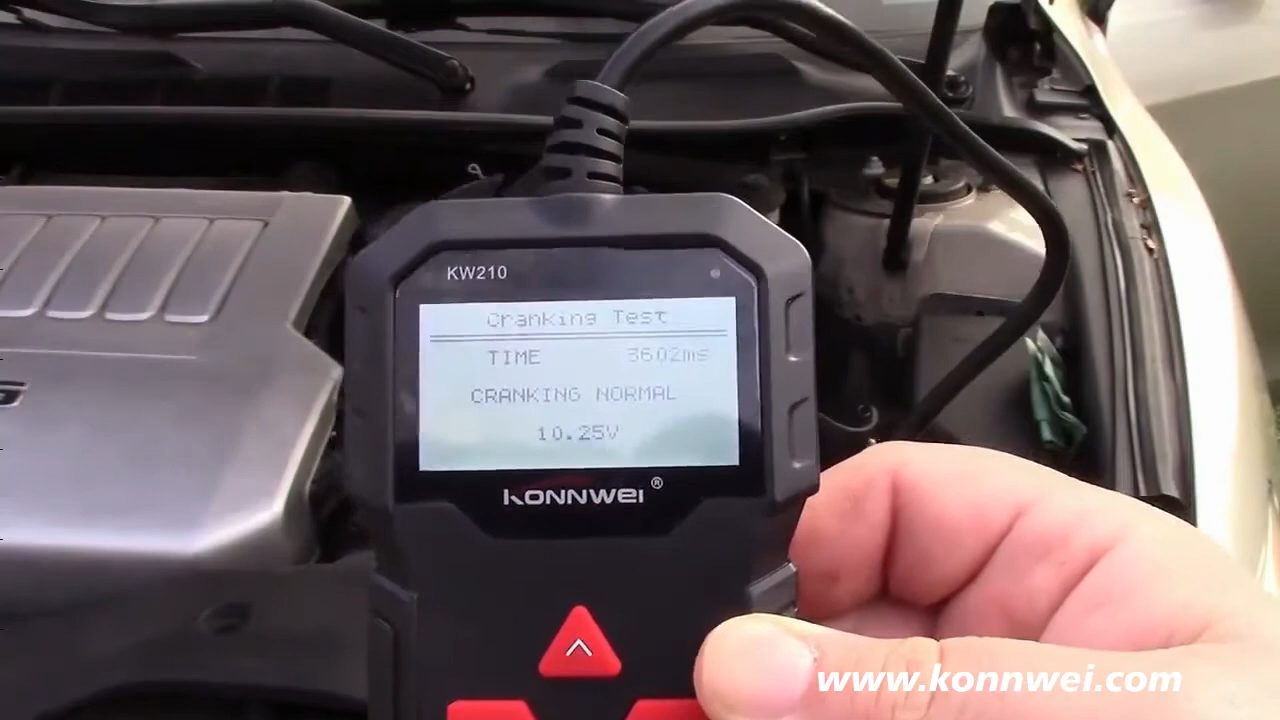 KW210
Cranking Test
TIME 3602ms
CRANKING NORMAL
10.25V
KONNWEI®
www.konnwei.com